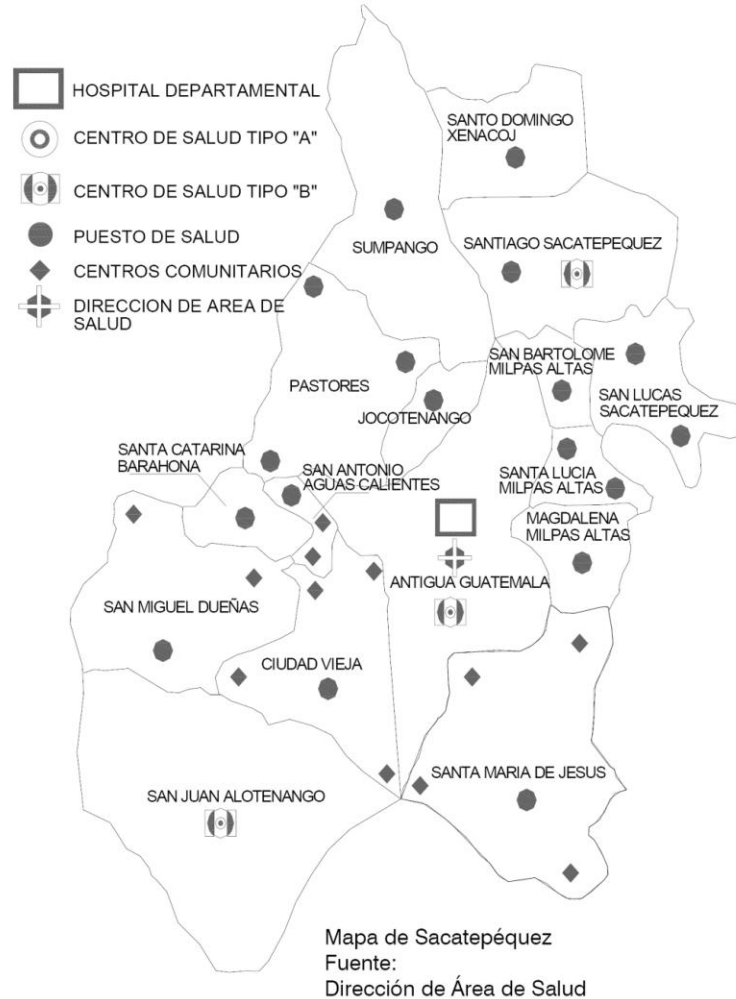 HOSPITAL DEPARTAMENTAL
CENTRO DE SALUD TIPO "A"
CENTRO DE SALUD TIPO "B"
PUESTO DE SALUD
CENTROS COMUNITARIOS
DIRECCION DE AREA DE
SALUD
SANTO DOMINGO
XENACOJ
SUMPANGO
SANTIAGO SACATEPEQUEZ
SAN BARTOLOME
MILPAS ALTAS
PASTORES
SAN LUCAS
SACATEPEQUEZ
JOCOTENANGO
SANTA CATARINA
BARAHONA
SAN ANTONIO
AGUAS CALIENTES
SANTA LUCIA
MILPAS ALTAS
MAGDALENA
MILPAS ALTAS
ANTIGUA GUATEMALA
SAN MIGUEL DUEÑAS
CIUDAD VIEJA
SANTA MARIA DE JESUS
SAN JUAN ALOTENANGO
Mapa de Sacatepéquez
Fuente:
Dirección de Área de Salud